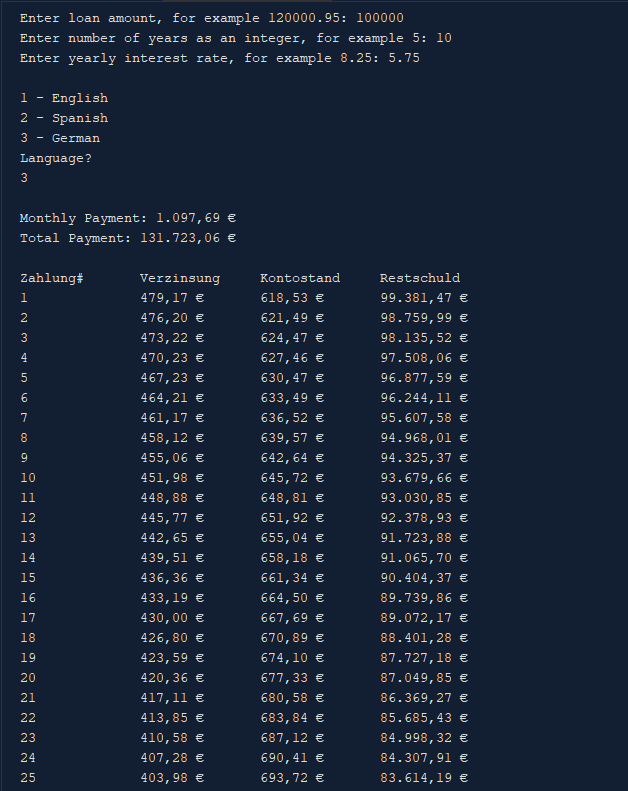 Enter loan amount, for example 120000.95: 100000
Enter number of years as an integer, for example 5: 10
Enter yearly interest rate, for example 8.25: 5.75
1 - English
2 - Spanish
3 - German
Language?
3
Monthly Payment: 1.097,69 €
Total Payment: 131.723,06 €
Zahlung# Verzinsung Kontostand Restschuld
1 479,17 € 618,53 € 99.381,47 €
2 476,20 € 621,49 € 98.759,99 €
3 473,22 € 624,47 € 98.135,52 €
4 470,23 € 627,46 € 97.508,06 €
5 467,23 € 630,47 € 96.877,59 €
6 464,21 € 633,49 € 96.244,11 €
7 461,17 € 636,52 € 95.607,58 €
8 458,12 € 639,57 € 94.968,01 €
9 455,06 € 642,64 € 94.325,37 €
10 451,98 € 645,72 € 93.679,66 €
11 448,88 € 648,81 € 93.030,85 €
12 445,77 € 651,92 € 92.378,93 €
13 442,65 € 655,04 € 91.723,88 €
14 439,51 € 658,18 € 91.065,70 €
15 436,36 € 661,34 € 90.404,37 €
16 433,19 € 664,50 € 89.739,86 €
17 430,00 € 667,69 € 89.072,17 €
18 426,80 € 670,89 € 88.401,28 €
19 423,59 € 674,10 € 87.727,18 €
20 420,36 € 677,33 € 87.049,85 €
21 417,11 € 680,58 € 86.369,27 €
22 413,85 € 683,84 € 85.685,43 €
23 410,58 € 687,12 € 84.998,32 €
24 407,28 € 690,41 € 84.307,91 €
25 403,98 € 693,72 € 83.614,19 €